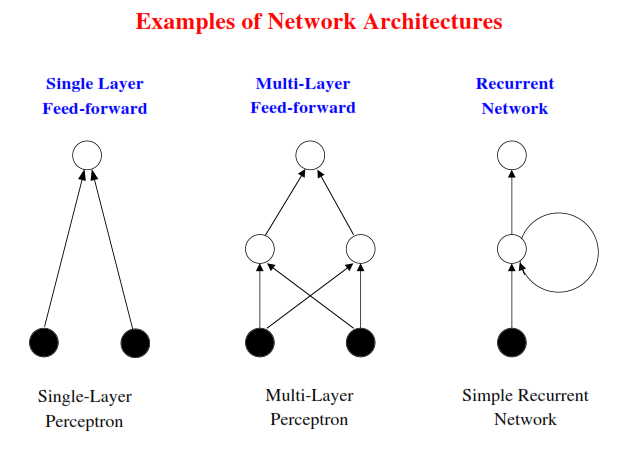 Examples of Network Architectures
Single Layer
Feed-forward
Multi-Layer
Feed-forward
Recurrent
Network
Single-Layer
Perceptron
Multi-Layer
Perceptron
Simple Recurrent
Network